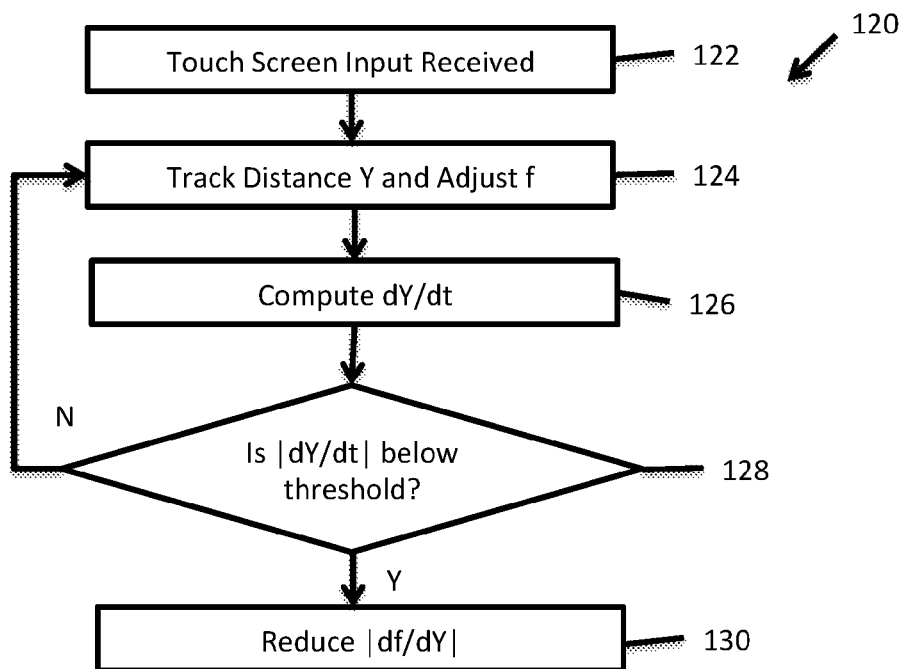 120
Touch Screen Input Received
122
Track Distance Y and Adjust f
124
Compute dY/dt
126
N
Is |dY/dt| below
threshold?
128
Y
Reduce |df/dY|
130